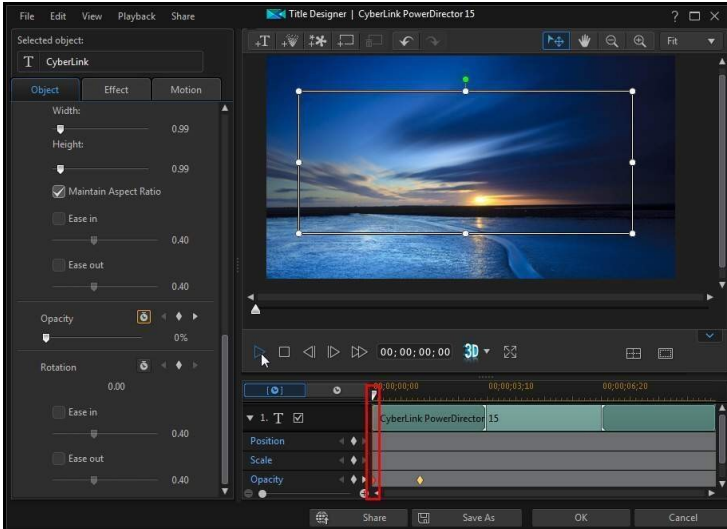 File Edit View Playback Share
Title Designer | CyberLink PowerDirector 15
Selected object:
T CyberLink
Object Effect Motion
Width:
0.99
Height:
0.99
Maintain Aspect Ratio
Ease in
0.40
Ease out
0.40
Opacity
0%
Rotation
0.00
Ease in
0.40
Ease out
0.40
Fit
00;00;00;00 3D
00;00;00;00 00;00;03;10 00;00;06;20
1. T CyberLink PowerDirector 15
Position
Scale
Opacity
Share Save As OK Cancel